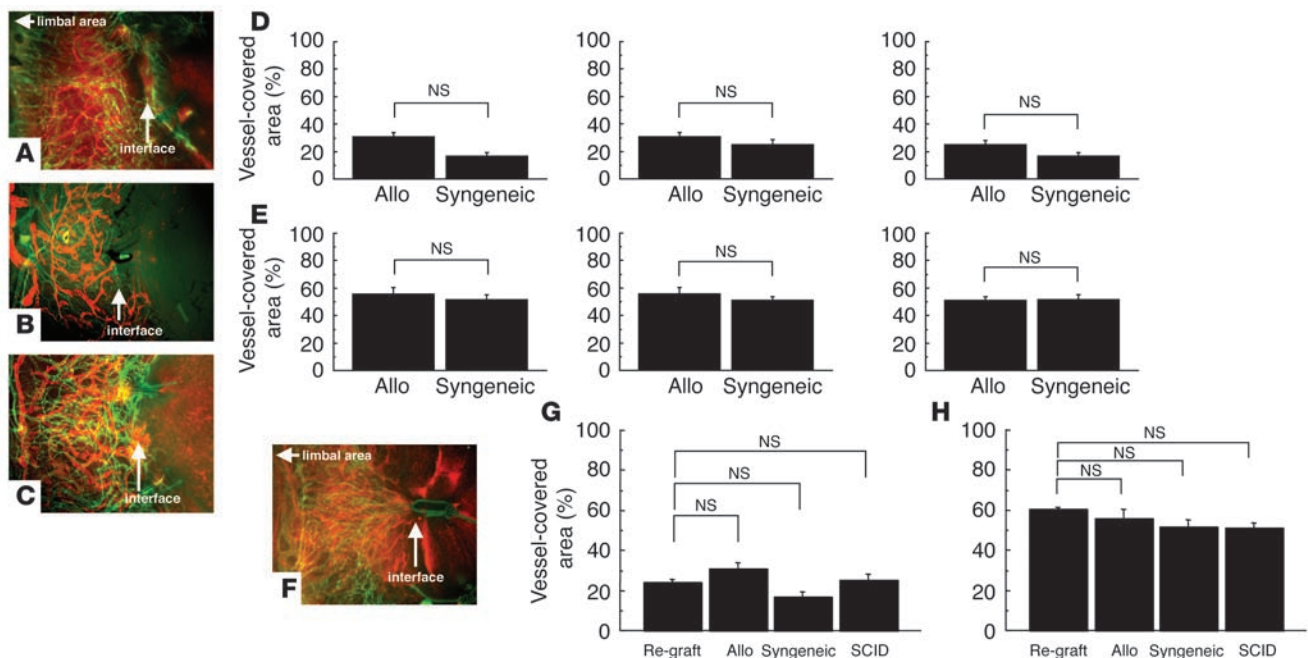 limbal area
interface
A
interface
B
interface
C
D
Vessel-covered
area (%)
100
80
60
40
20
0
NS
Allo Syngeneic
100
80
60
40
20
0
NS
Allo Syngeneic
100
80
60
40
20
0
NS
Allo Syngeneic
E
Vessel-covered
area (%)
100
80
60
40
20
0
NS
Allo Syngeneic
100
80
60
40
20
0
NS
Allo Syngeneic
100
80
60
40
20
0
NS
Allo Syngeneic
limbal area
interface
F
G
Vessel-covered
area (%)
100
80
60
40
20
0
NS
NS
NS
Re-graft Allo Syngeneic SCID
H
100
80
60
40
20
0
NS
NS
NS
Re-graft Allo Syngeneic SCID